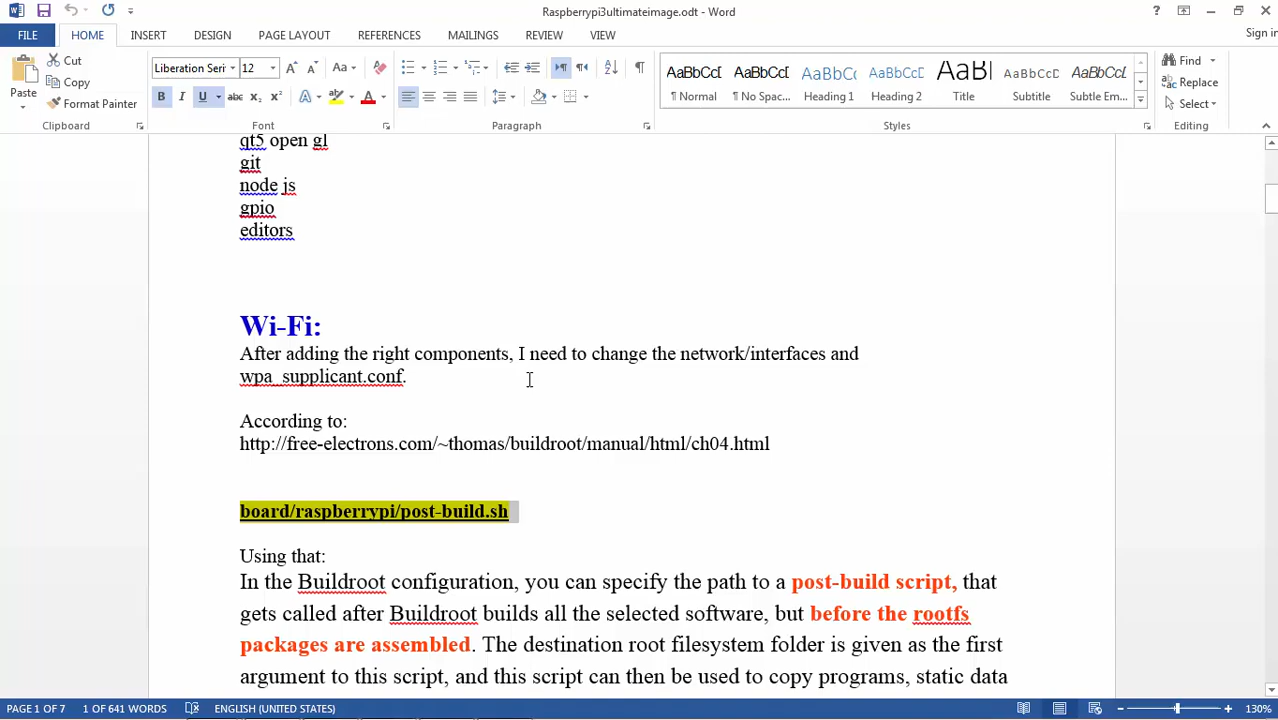 Raspberrypi3ultimateimage.odt - Word
FILE HOME INSERT DESIGN PAGE LAYOUT REFERENCES MAILINGS REVIEW VIEW Sign in
Paste
Cut
Copy
Format Painter
Clipboard
Liberation Seri 12
Font
Paragraph
AaBbCcD AaBbCcD AaBbCc AaBbCcD AaB AaBbCcD AaBbCcD
¶ Normal ¶ No Spac... Heading 1 Heading 2 Title Subtitle Subtle Em...
Styles
Find
Replace
Select
Editing
qt5 open gl
git
node js
gpio
editors
Wi-Fi:
After adding the right components, I need to change the network/interfaces and
wpa_supplicant.conf.
According to:
http://free-electrons.com/~thomas/buildroot/manual/html/ch04.html
board/raspberrypi/post-build.sh
Using that:
In the Buildroot configuration, you can specify the path to a post-build script, that
gets called after Buildroot builds all the selected software, but before the rootfs
packages are assembled. The destination root filesystem folder is given as the first
argument to this script, and this script can then be used to copy programs, static data
PAGE 1 OF 7 1 OF 641 WORDS ENGLISH (UNITED STATES) 130%